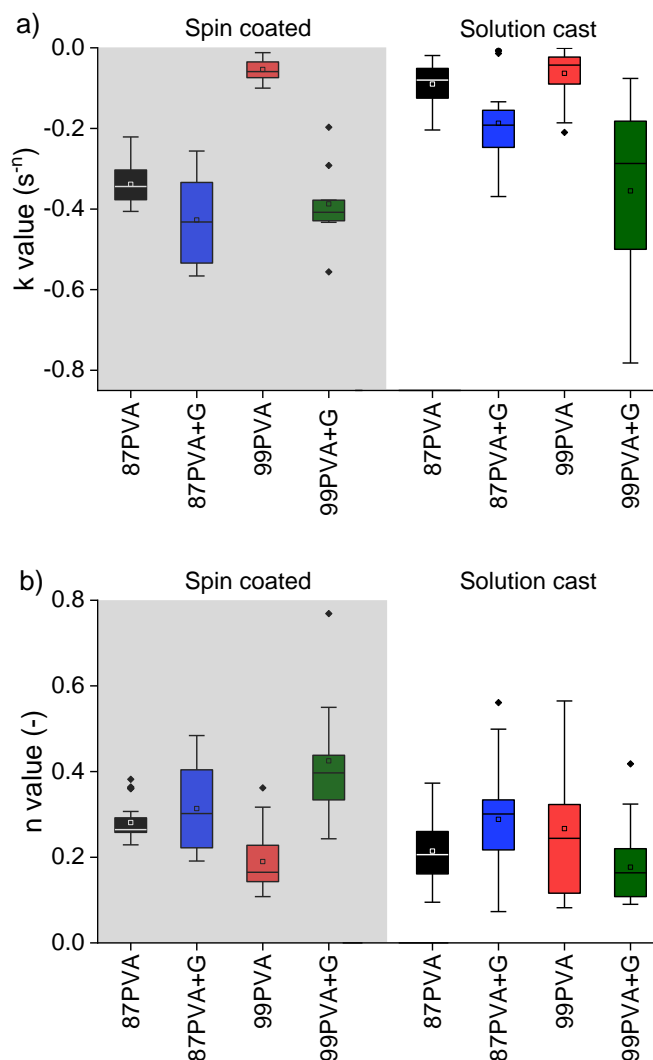 a)
Spin coated
Solution cast
k value (s⁻ⁿ)
0.0
-0.2
-0.4
-0.6
-0.8
87PVA
87PVA+G
99PVA
99PVA+G
87PVA
87PVA+G
99PVA
99PVA+G
b)
Spin coated
Solution cast
n value (-)
0.8
0.6
0.4
0.2
0.0
87PVA
87PVA+G
99PVA
99PVA+G
87PVA
87PVA+G
99PVA
99PVA+G